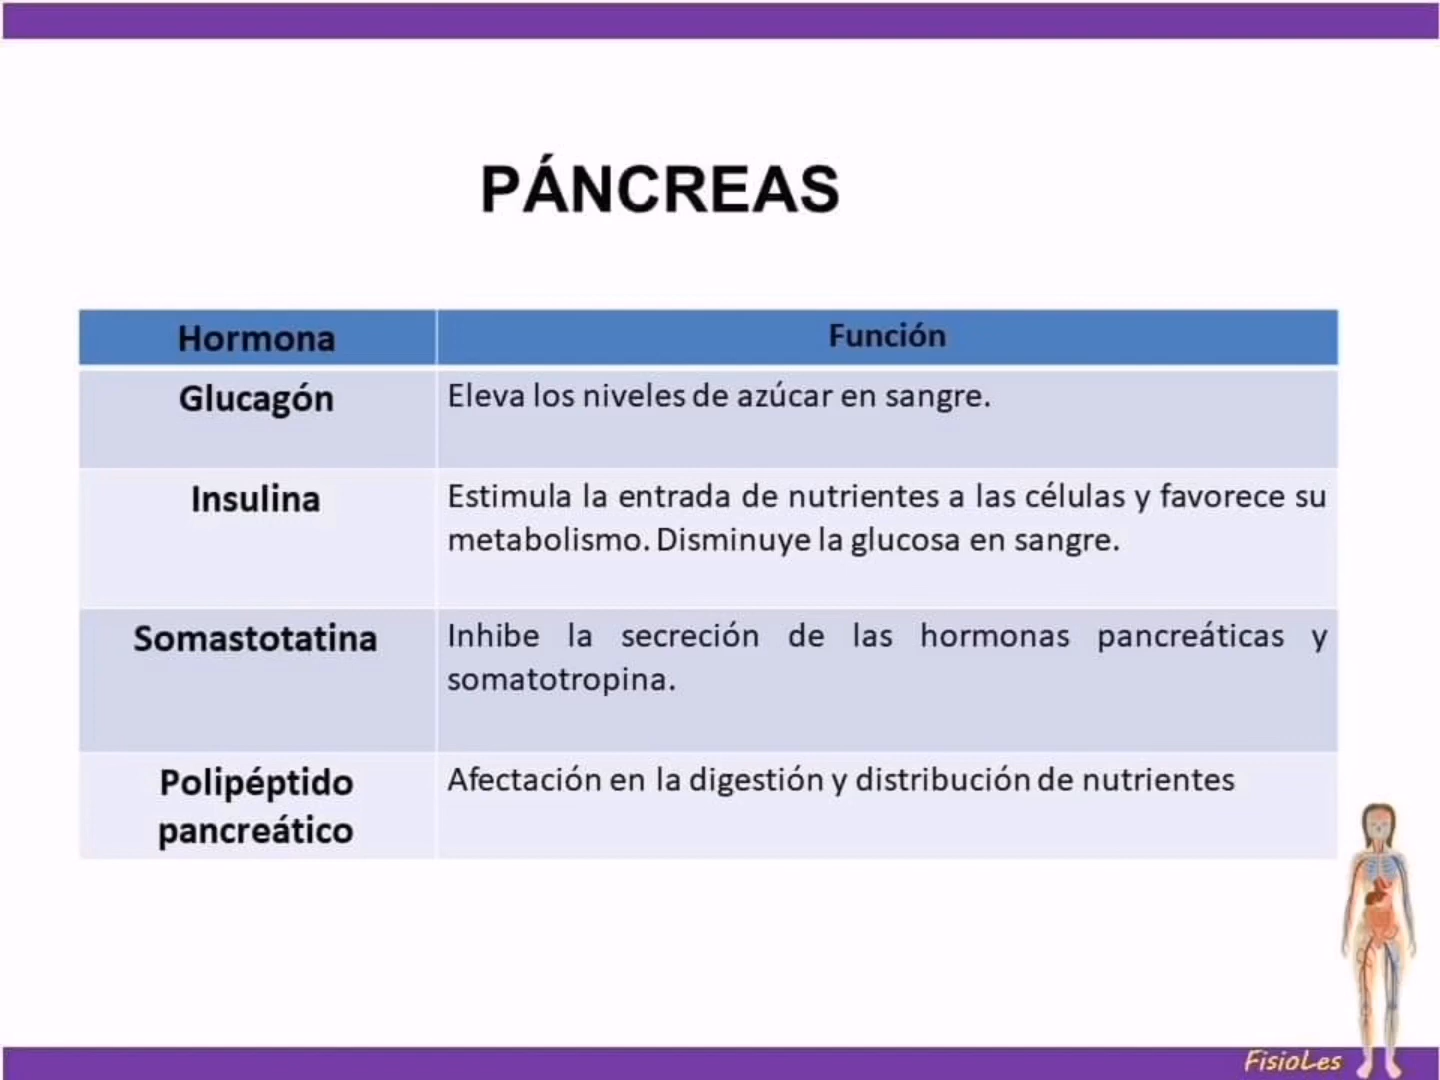 PÁNCREAS
Hormona
Función
Glucagón
Eleva los niveles de azúcar en sangre.
Insulina
Estimula la entrada de nutrientes a las células y favorece su
metabolismo. Disminuye la glucosa en sangre.
Somastotatina
Inhibe la secreción de las hormonas pancreáticas y
somatotropina.
Polipéptido
pancreático
Afectación en la digestión y distribución de nutrientes
FisioLes